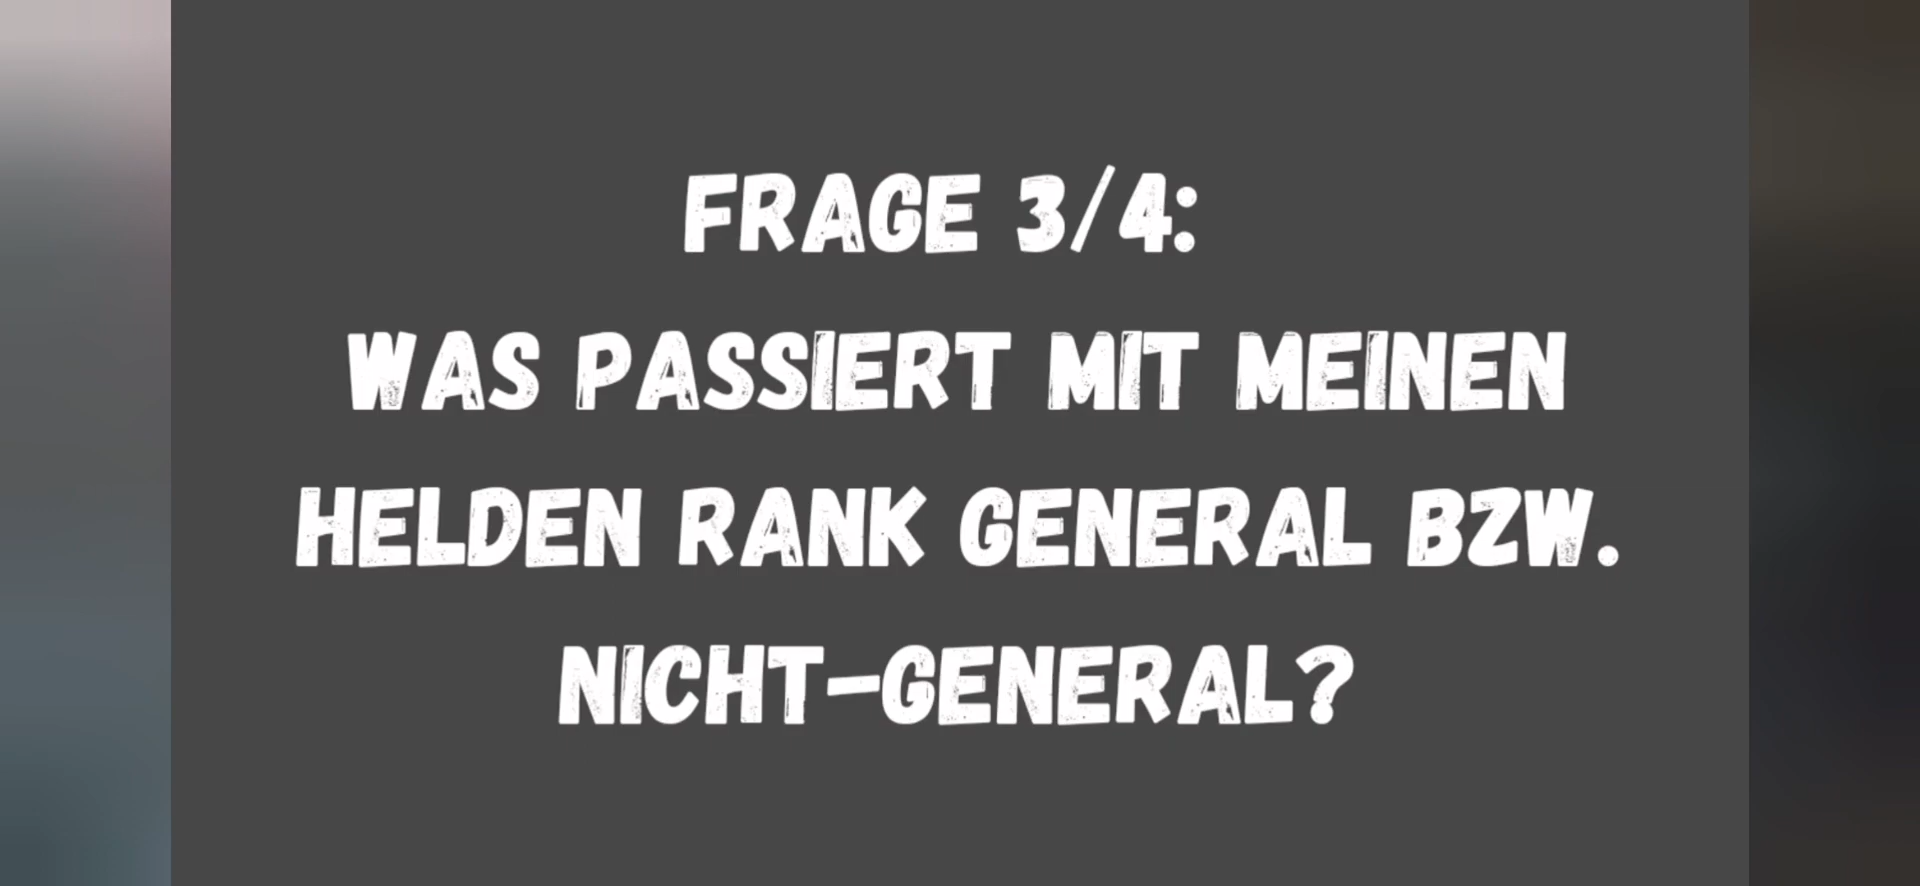 FRAGE 3/4:
WAS PASSIERT MIT MEINEN
HELDEN RANK GENERAL BZW.
NICHT-GENERAL?